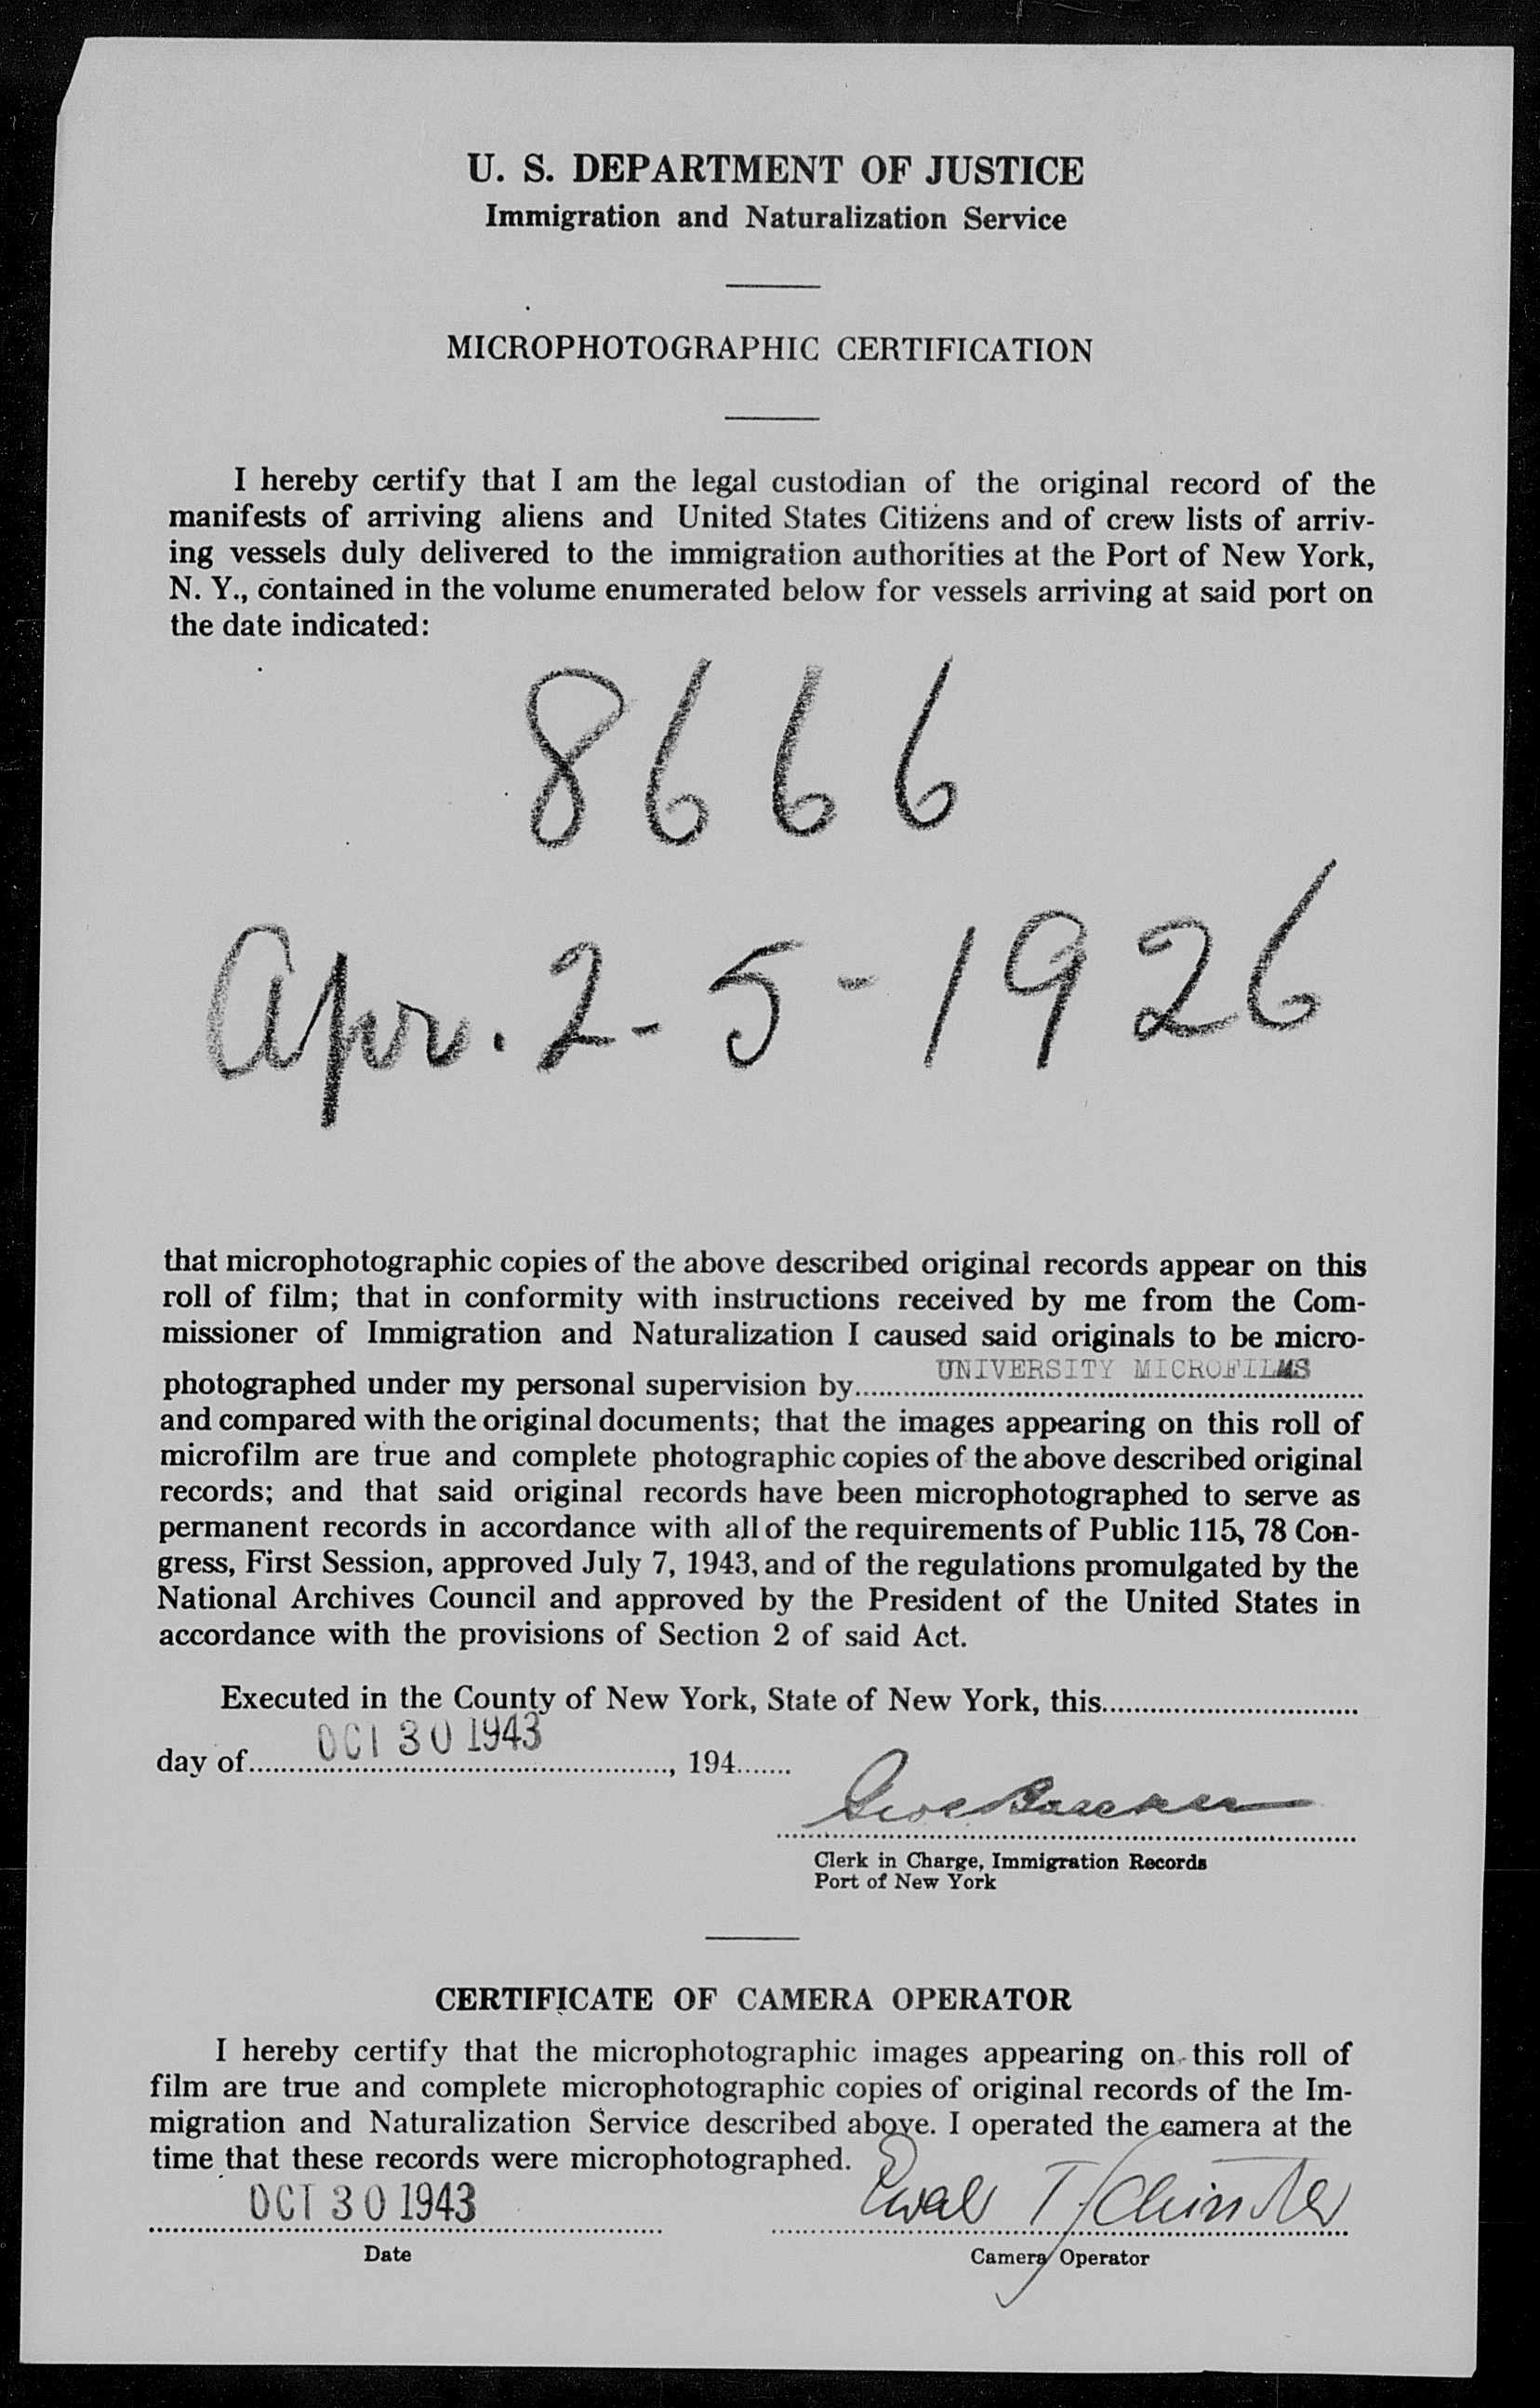 U. S. DEPARTMENT OF JUSTICE
Immigration and Naturalization Service
MICROPHOTOGRAPHIC CERTIFICATION
I hereby certify that I am the legal custodian of the original record of the
manifests of arriving aliens and United States Citizens and of crew lists of arriv-
ing vessels duly delivered to the immigration authorities at the Port of New York,
N. Y., contained in the volume enumerated below for vessels arriving at said port on
the date indicated:
8666
Apr. 2 - 5 - 1926
that microphotographic copies of the above described original records appear on this
roll of film; that in conformity with instructions received by me from the Com-
missioner of Immigration and Naturalization I caused said originals to be micro-
photographed under my personal supervision by UNIVERSITY MICROFILMS
and compared with the original documents; that the images appearing on this roll of
microfilm are true and complete photographic copies of the above described original
records; and that said original records have been microphotographed to serve as
permanent records in accordance with all of the requirements of Public 115, 78 Con-
gress, First Session, approved July 7, 1943, and of the regulations promulgated by the
National Archives Council and approved by the President of the United States in
accordance with the provisions of Section 2 of said Act.
Executed in the County of New York, State of New York, this
day of OCT 30 1943, 194
Clerk in Charge, Immigration Records
Port of New York
CERTIFICATE OF CAMERA OPERATOR
I hereby certify that the microphotographic images appearing on this roll of
film are true and complete microphotographic copies of original records of the Im-
migration and Naturalization Service described above. I operated the camera at the
time that these records were microphotographed.
OCT 30 1943
Date
Camera Operator